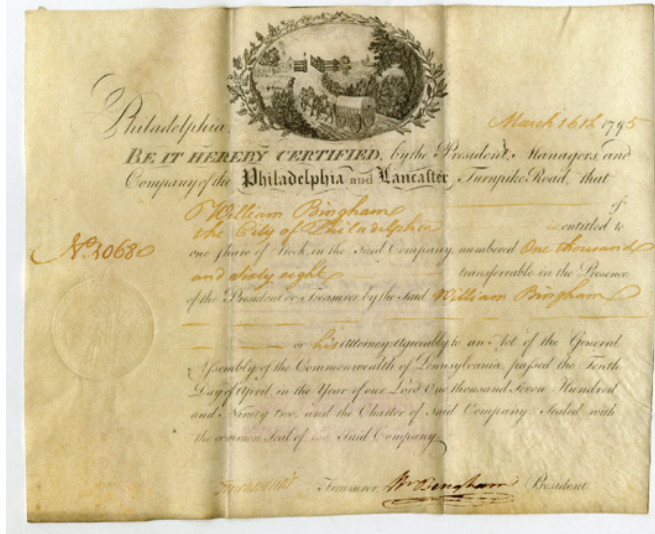 Philadelphia, March 16th 1795
BE IT HEREBY CERTIFIED, by the President, Managers, and
Company of the Philadelphia and Lancaster Turnpike Road, that
William Bingham of
the City of Philadelphia is entitled to
No. 1068
one share of Stock in the Said Company, numbered One thousand
and sixty eight transferrable in the Presence
of the President or Treasurer, by the Said William Bingham
or his Attorney, Agreeably to an Act of the General
Assembly of the Commonwealth of Pennsylvania, passed the Tenth
Day of April, in the Year of our Lord One thousand Seven Hundred
and Ninety two, and the Charter of Said Company. Sealed with
the common Seal of the Said Company.
Treasurer. Wm Bingham President